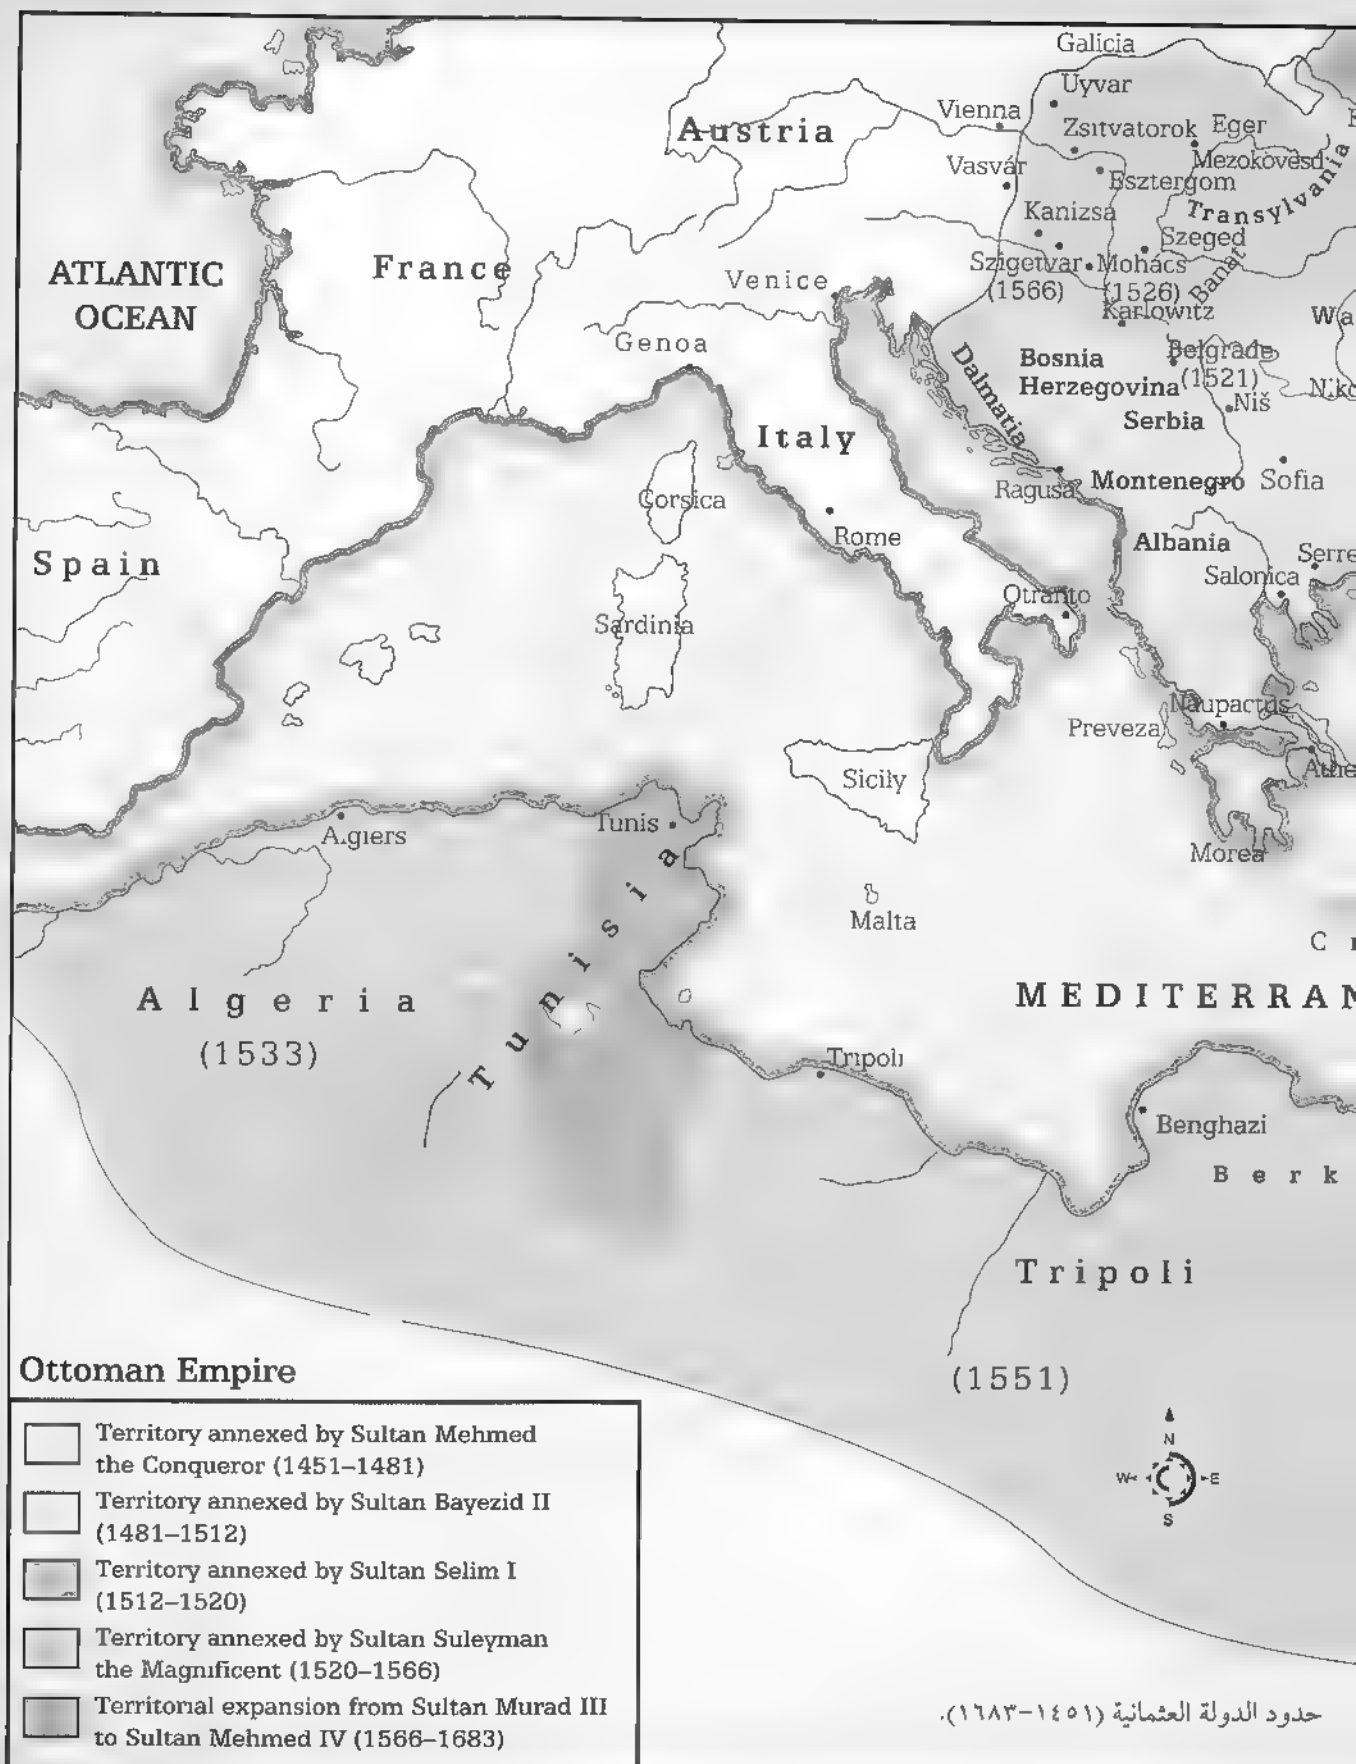 Galicia
Uyvar
Vienna
Zsitvatorok
Eger
Austria
Mezokövesd
Vasvár
Esztergom
Transylvania
Kanizsa
Szeged
ATLANTIC
OCEAN
France
Venice
Szigetvar
(1566)
Mohács
(1526)
Banat
Karlowitz
Wa
Genoa
Dalmatia
Bosnia
Herzegovina
Belgrade
(1521)
Niko
Niš
Serbia
Italy
Corsica
Ragusa
Montenegro
Sofia
Rome
Spain
Albania
Serre
Salonica
Otranto
Sardinia
Naupactus
Preveza
Athe
Sicily
Algiers
Tunis
Morea
Tunisia
Malta
C r
Algeria
(1533)
MEDITERRAN
Tripoli
Benghazi
Berk
Tripoli
(1551)
N
W E
S
Ottoman Empire
Territory annexed by Sultan Mehmed
the Conqueror (1451–1481)
Territory annexed by Sultan Bayezid II
(1481–1512)
Territory annexed by Sultan Selim I
(1512–1520)
Territory annexed by Sultan Suleyman
the Magnificent (1520–1566)
Territorial expansion from Sultan Murad III
to Sultan Mehmed IV (1566–1683)
حدود الدولة العثمانية (١٤٥١-١٦٨٣).